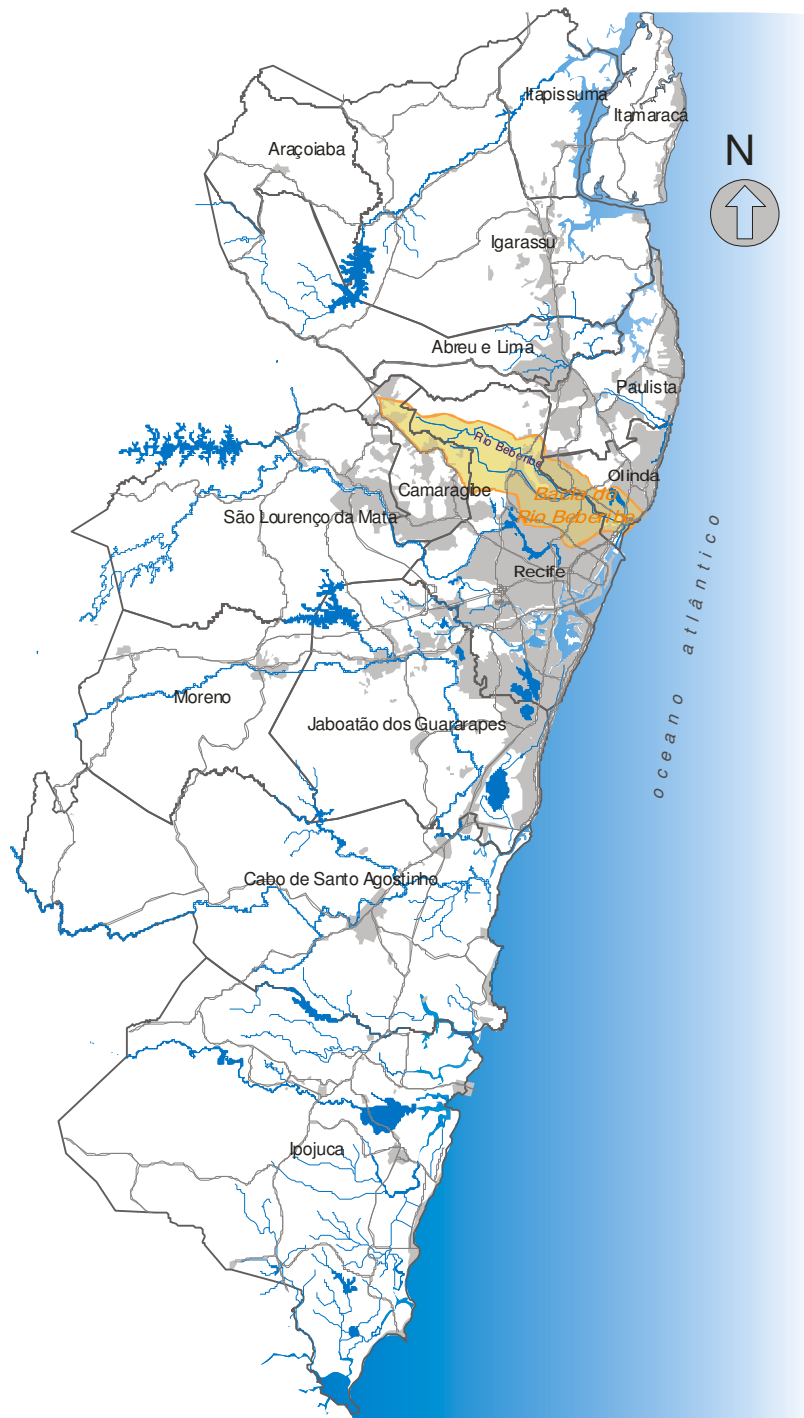 Itapissuma
Itamaracá
N
Araçoiaba
Igarassu
Abreu e Lima
Paulista
Rio Beberibe
Olinda
Camaragibe
Bacia do
Rio Beberibe
São Lourenço da Mata
Recife
oceano atlântico
Moreno
Jaboatão dos Guararapes
Cabo de Santo Agostinho
Ipojuca